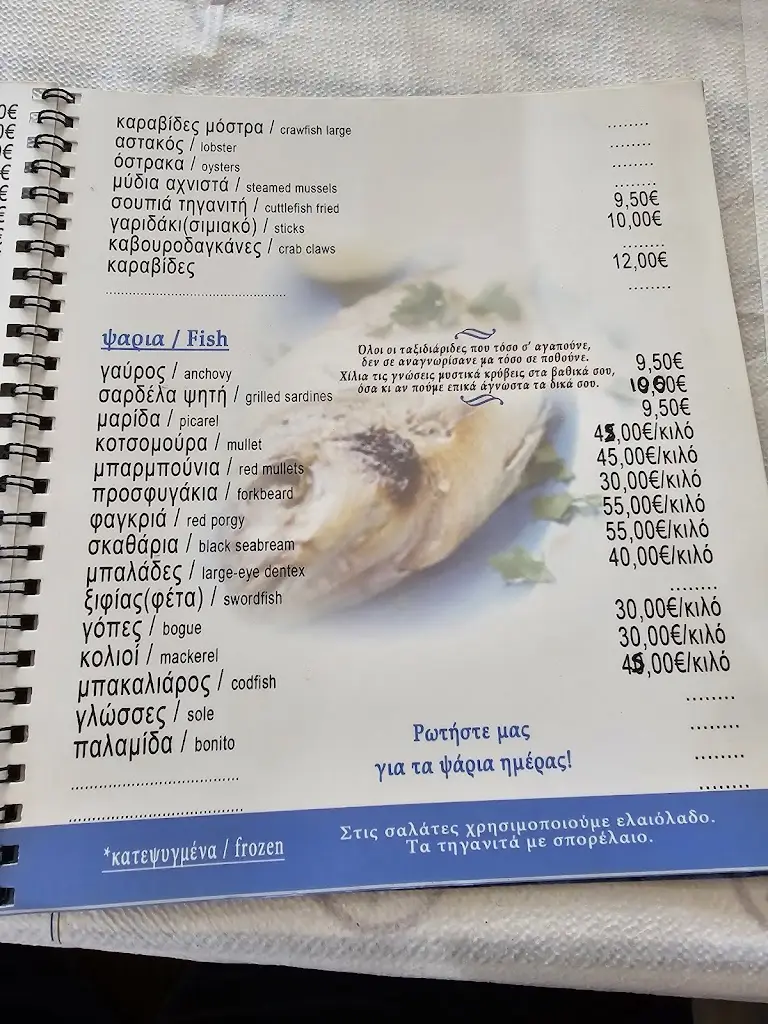 καραβίδες μόστρα / crawfish large ........
αστακός / lobster ........
όστρακα / oysters ........
μύδια αχνιστά / steamed mussels ........
σουπιά τηγανιτή / cuttlefish fried 9,50€
γαριδάκι(σιμιακό) / sticks 10,00€
καβουροδαγκάνες / crab claws ........
καραβίδες 12,00€
........
ψαρια / Fish
Όλοι οι ταξιδιάριδες που τόσο σ' αγαπούνε,
δεν σε αναγνωρίσανε μα τόσο σε ποθούνε.
Χίλια τις γνώσεις μυστικά κρύβεις στα βαθικά σου,
όσα κι αν πούμε επικά άγνωστα τα δικά σου.
γαύρος / anchovy 9,50€
σαρδέλα ψητή / grilled sardines
μαρίδα / picarel 9,50€
κοτσομούρα / mullet
μπαρμπούνια / red mullets 45,00€/κιλό
προσφυγάκια / forkbeard 30,00€/κιλό
φαγκριά / red porgy 55,00€/κιλό
σκαθάρια / black seabream 55,00€/κιλό
μπαλάδες / large-eye dentex 40,00€/κιλό
ξιφίας(φέτα) / swordfish ........
γόπες / bogue 30,00€/κιλό
κολιοί / mackerel 30,00€/κιλό
μπακαλιάρος / codfish
γλώσσες / sole ........
παλαμίδα / bonito ........
Ρωτήστε μας
για τα ψάρια ημέρας!
*κατεψυγμένα / frozen
Στις σαλάτες χρησιμοποιούμε ελαιόλαδο.
Τα τηγανιτά με σπορέλαιο.